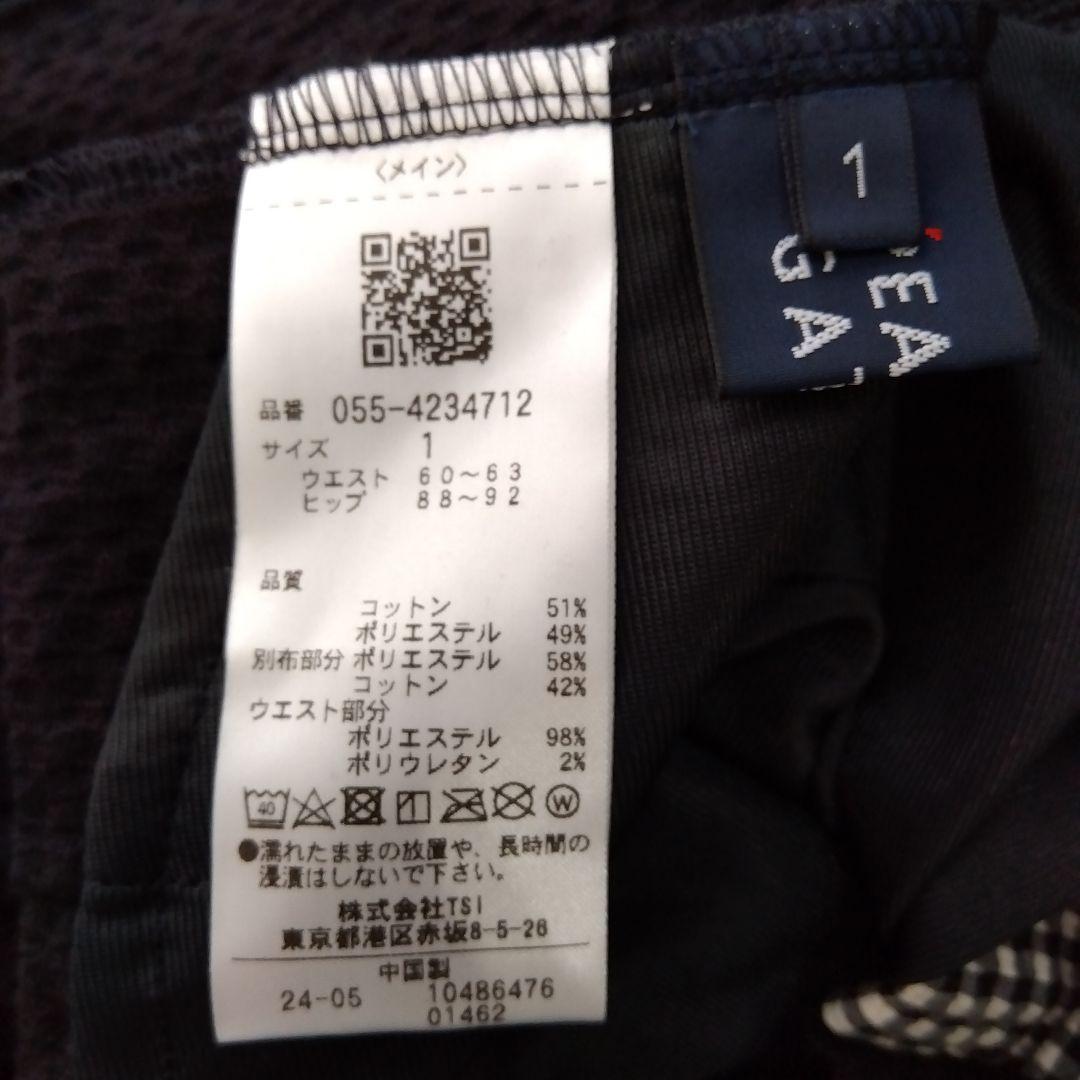 〈メイン〉
品番 055-4234712
サイズ 1
ウエスト 60～63
ヒップ 88～92
品質
コットン 51%
ポリエステル 49%
別布部分 ポリエステル 58%
コットン 42%
ウエスト部分
ポリエステル 98%
ポリウレタン 2%
40 W
●濡れたままの放置や、長時間の
浸漬はしないで下さい。
株式会社TSI
東京都港区赤坂8-5-28
中国製
24-05 10486476
01462
1
EA
GA